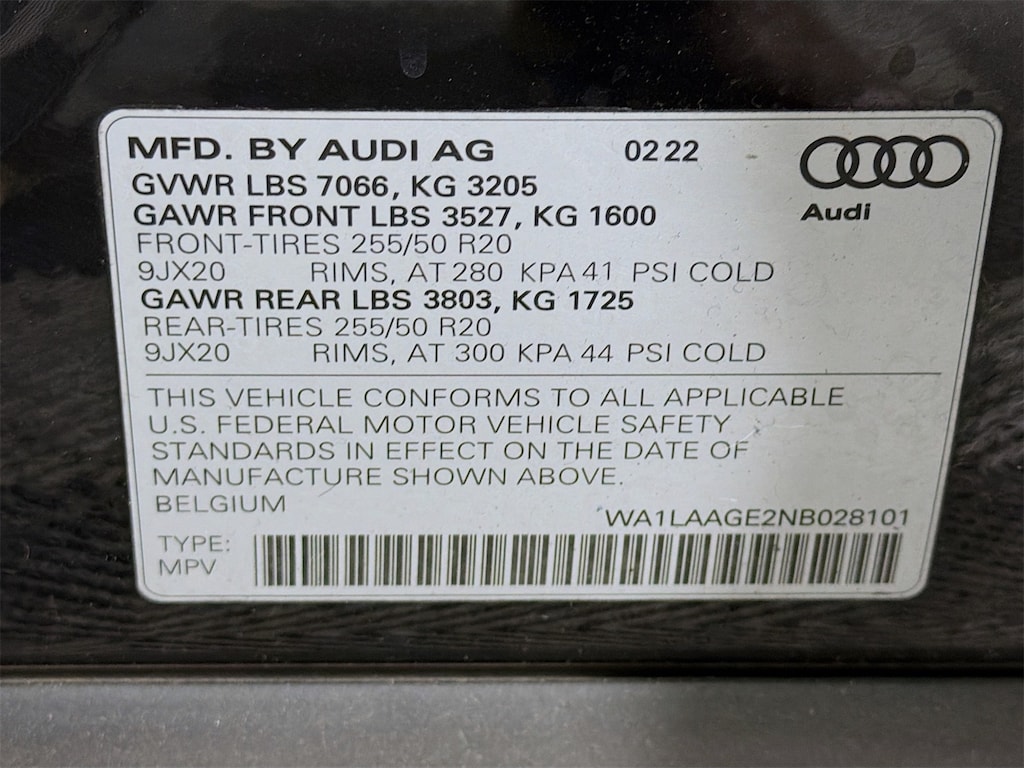 MFD. BY AUDI AG 02 22
Audi
GVWR LBS 7066, KG 3205
GAWR FRONT LBS 3527, KG 1600
FRONT-TIRES 255/50 R20
9JX20 RIMS, AT 280 KPA 41 PSI COLD
GAWR REAR LBS 3803, KG 1725
REAR-TIRES 255/50 R20
9JX20 RIMS, AT 300 KPA 44 PSI COLD
THIS VEHICLE CONFORMS TO ALL APPLICABLE
U.S. FEDERAL MOTOR VEHICLE SAFETY
STANDARDS IN EFFECT ON THE DATE OF
MANUFACTURE SHOWN ABOVE.
BELGIUM
WA1LAAGE2NB028101
TYPE:
MPV